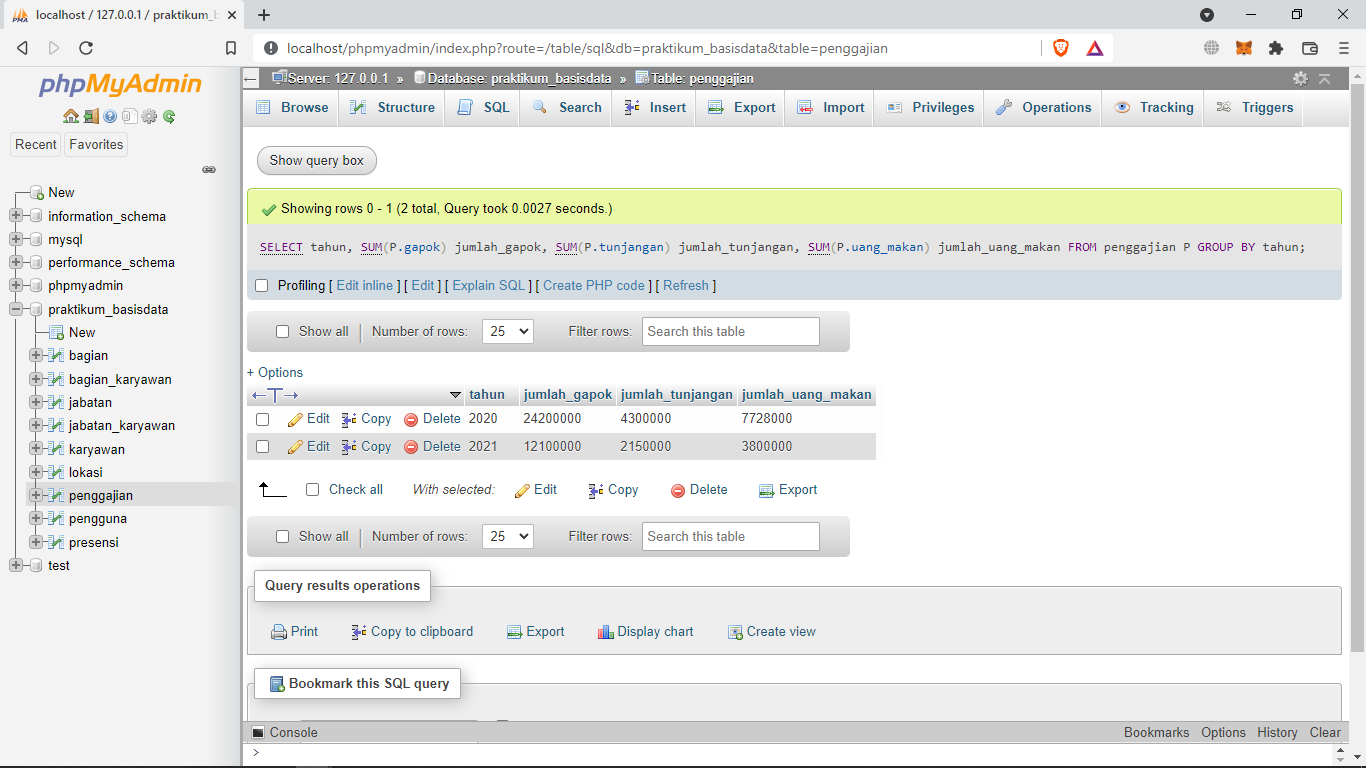 localhost / 127.0.0.1 / praktikum_b
localhost/phpmyadmin/index.php?route=/table/sql&db=praktikum_basisdata&table=penggajian
phpMyAdmin
Recent Favorites
New
information_schema
mysql
performance_schema
phpmyadmin
praktikum_basisdata
New
bagian
bagian_karyawan
jabatan
jabatan_karyawan
karyawan
lokasi
penggajian
pengguna
presensi
test
Server: 127.0.0.1 » Database: praktikum_basisdata » Table: penggajian
Browse Structure SQL Search Insert Export Import Privileges Operations Tracking Triggers
Show query box
Showing rows 0 - 1 (2 total, Query took 0.0027 seconds.)
SELECT tahun, SUM(P.gapok) jumlah_gapok, SUM(P.tunjangan) jumlah_tunjangan, SUM(P.uang_makan) jumlah_uang_makan FROM penggajian P GROUP BY tahun;
Profiling [ Edit inline ] [ Edit ] [ Explain SQL ] [ Create PHP code ] [ Refresh ]
Show all | Number of rows: 25 Filter rows: Search this table
+ Options
←T→ tahun jumlah_gapok jumlah_tunjangan jumlah_uang_makan
Edit Copy Delete 2020 24200000 4300000 7728000
Edit Copy Delete 2021 12100000 2150000 3800000
Check all With selected: Edit Copy Delete Export
Show all | Number of rows: 25 Filter rows: Search this table
Query results operations
Print Copy to clipboard Export Display chart Create view
Bookmark this SQL query
Console Bookmarks Options History Clear
>